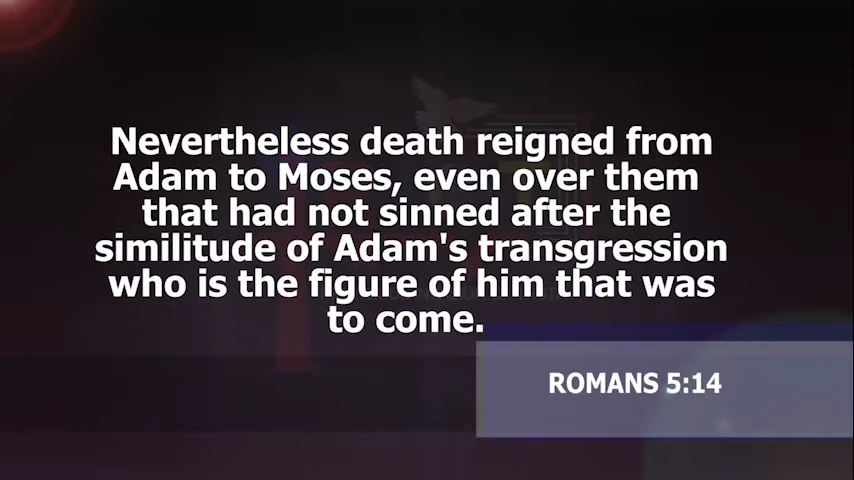 Nevertheless death reigned from
Adam to Moses, even over them
that had not sinned after the
similitude of Adam's transgression
who is the figure of him that was
to come.
ROMANS 5:14